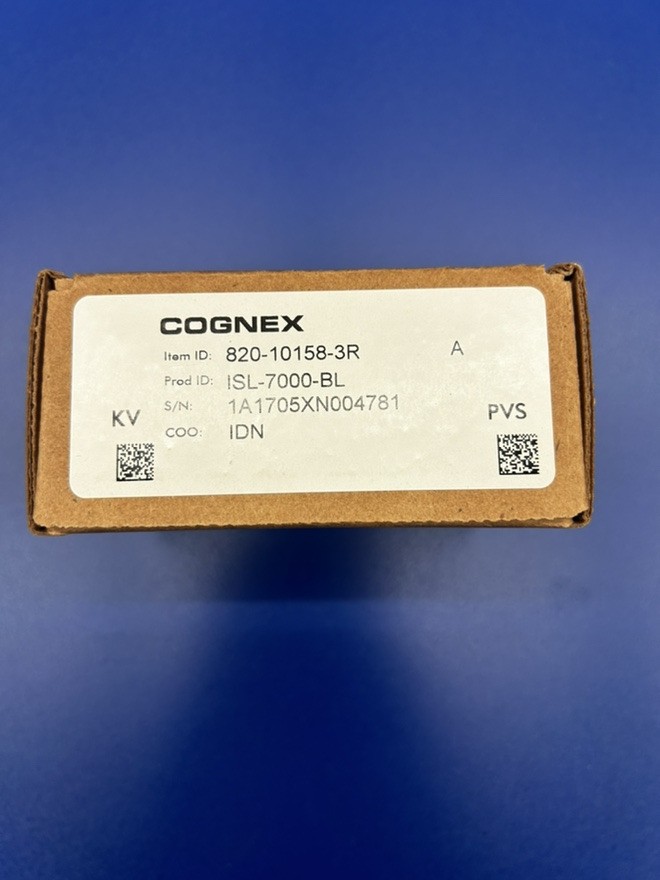 COGNEX
Item ID: 820-10158-3R A
Prod ID: ISL-7000-BL
S/N: 1A1705XN004781
KV PVS
COO: IDN